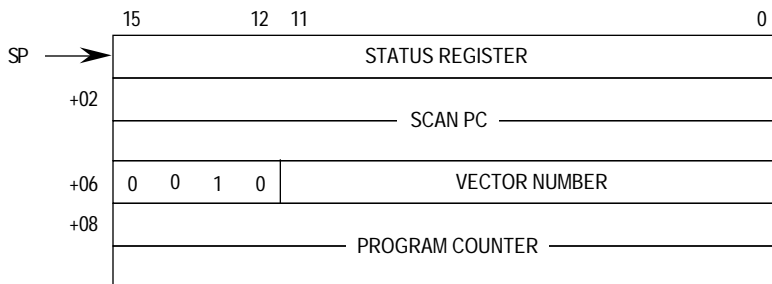 15 12 11 0
SP STATUS REGISTER
+02
SCAN PC
+06 0 0 1 0 VECTOR NUMBER
+08
PROGRAM COUNTER